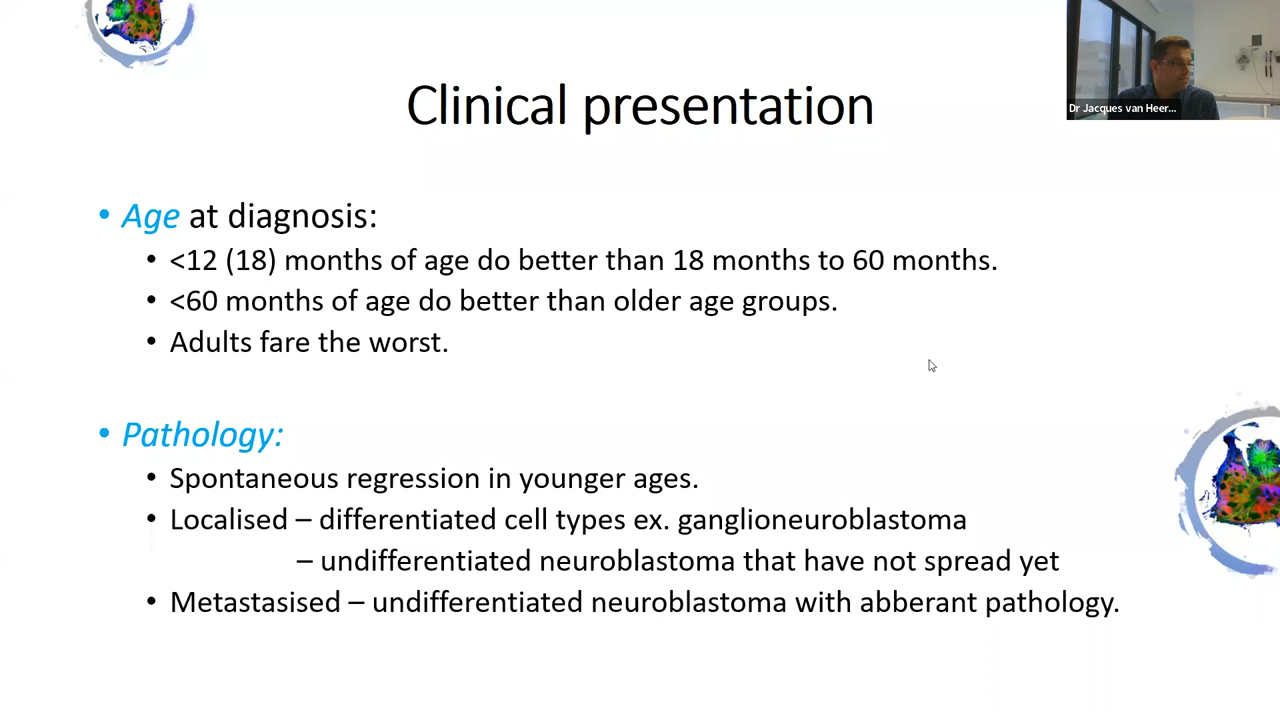 Clinical presentation
Dr Jacques van Heer...
• Age at diagnosis:
• <12 (18) months of age do better than 18 months to 60 months.
• <60 months of age do better than older age groups.
• Adults fare the worst.
• Pathology:
• Spontaneous regression in younger ages.
• Localised – differentiated cell types ex. ganglioneuroblastoma
– undifferentiated neuroblastoma that have not spread yet
• Metastasised – undifferentiated neuroblastoma with abberant pathology.